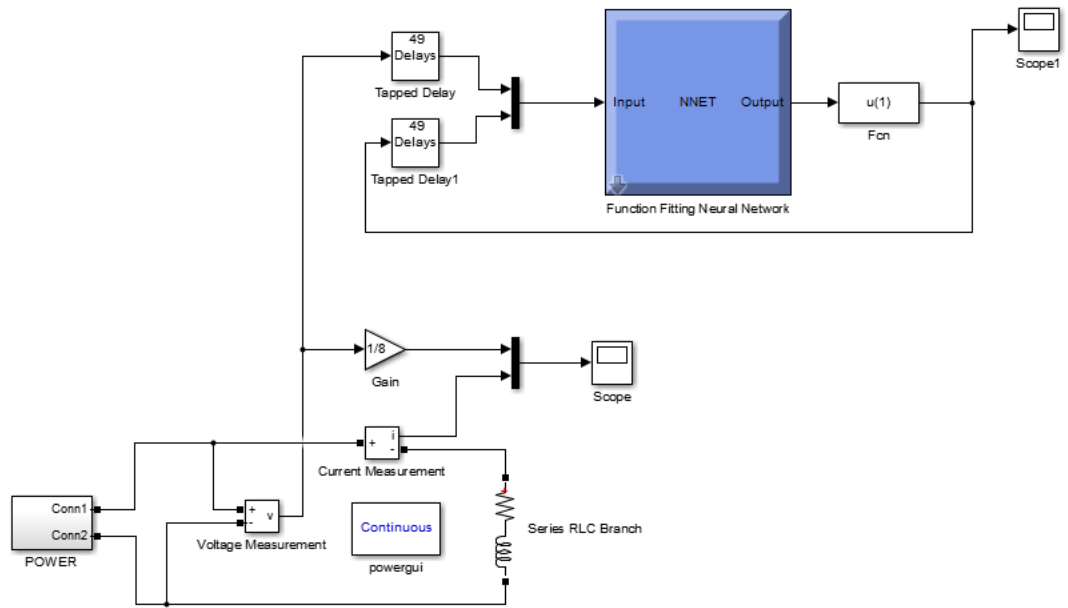 Scope1
49
Delays
Tapped Delay
Input
NNET
Output
u(1)
Fcn
49
Delays
Tapped Delay1
Function Fitting Neural Network
1/8
Gain
Scope
+
i
-
Current Measurement
Conn1
Conn2
POWER
+
-
v
Voltage Measurement
Continuous
powergui
Series RLC Branch